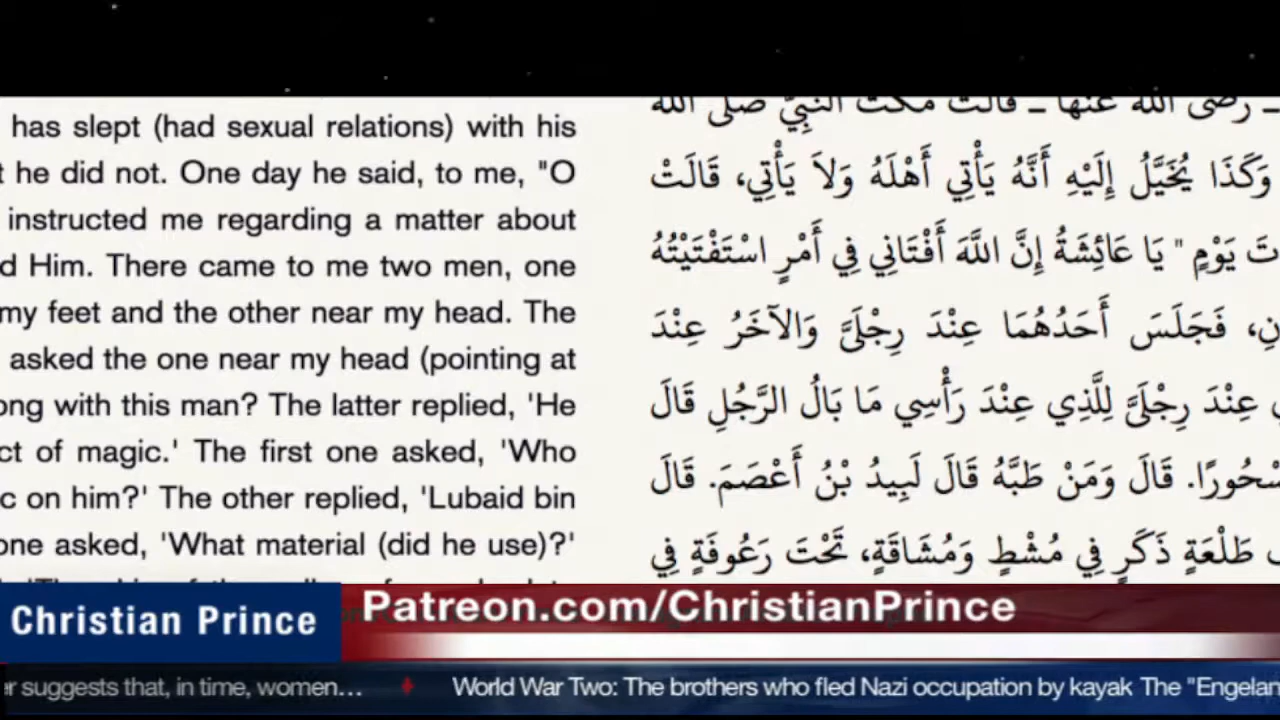 has slept (had sexual relations) with his
he did not. One day he said, to me, "O
instructed me regarding a matter about
d Him. There came to me two men, one
my feet and the other near my head. The
asked the one near my head (pointing at
ong with this man? The latter replied, 'He
ct of magic.' The first one asked, 'Who
c on him?' The other replied, 'Lubaid bin
one asked, 'What material (did he use)?'
ـ رضى الله عنها ـ قالت مكث النبي صلى الله
وَكَذَا يُخَيَّلُ إِلَيْهِ أَنَّهُ يَأْتِي أَهْلَهُ وَلاَ يَأْتِي، قَالَتْ
تَ يَوْمٍ " يَا عَائِشَةُ إِنَّ اللَّهَ أَفْتَانِي فِي أَمْرٍ اسْتَفْتَيْتُهُ
نِ، فَجَلَسَ أَحَدُهُمَا عِنْدَ رِجْلَىَّ وَالآخَرُ عِنْدَ
عِنْدَ رِجْلَىَّ لِلَّذِي عِنْدَ رَأْسِي مَا بَالُ الرَّجُلِ قَالَ
سْحُورًا. قَالَ وَمَنْ طَبَّهُ قَالَ لَبِيدُ بْنُ أَعْصَمَ. قَالَ
طَلْعَةٍ ذَكَرٍ فِي مُشْطٍ وَمُشَاقَةٍ، تَحْتَ رَعُوفَةٍ فِي
Christian Prince
Patreon.com/ChristianPrince
er suggests that, in time, women... ♦ World War Two: The brothers who fled Nazi occupation by kayak The "Engelan